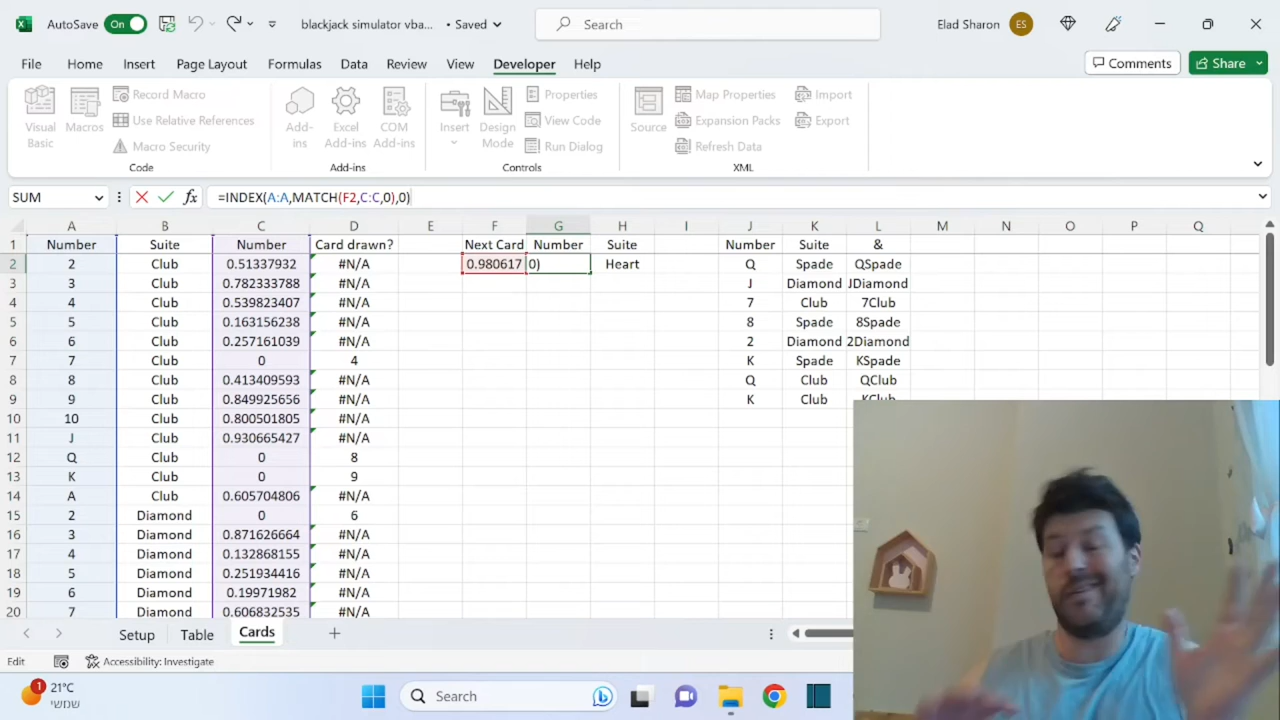 AutoSave On blackjack simulator vba... • Saved Search Elad Sharon ES
File Home Insert Page Layout Formulas Data Review View Developer Help Comments Share
Visual Basic Macros Record Macro Use Relative References Macro Security Code
Add-ins Excel Add-ins COM Add-ins Add-ins
Insert Design Mode Properties View Code Run Dialog Controls
Source Map Properties Expansion Packs Refresh Data Import Export XML
SUM fx =INDEX(A:A,MATCH(F2,C:C,0),0)
A B C D E F G H I J K L M N O P Q
1 Number Suite Number Card drawn? Next Card Number Suite Number Suite &
2 2 Club 0.51337932 #N/A 0.980617 0) Heart Q Spade QSpade
3 3 Club 0.782333788 #N/A J Diamond JDiamond
4 4 Club 0.539823407 #N/A 7 Club 7Club
5 5 Club 0.163156238 #N/A 8 Spade 8Spade
6 6 Club 0.257161039 #N/A 2 Diamond 2Diamond
7 7 Club 0 4 K Spade KSpade
8 8 Club 0.413409593 #N/A Q Club QClub
9 9 Club 0.849925656 #N/A K Club KClub
10 10 Club 0.800501805 #N/A
11 J Club 0.930665427 #N/A
12 Q Club 0 8
13 K Club 0 9
14 A Club 0.605704806 #N/A
15 2 Diamond 0 6
16 3 Diamond 0.871626664 #N/A
17 4 Diamond 0.132868155 #N/A
18 5 Diamond 0.251934416 #N/A
19 6 Diamond 0.19971982 #N/A
20 7 Diamond 0.606832535 #N/A
Setup Table Cards
Edit Accessibility: Investigate
1 21°C Search
שמשי